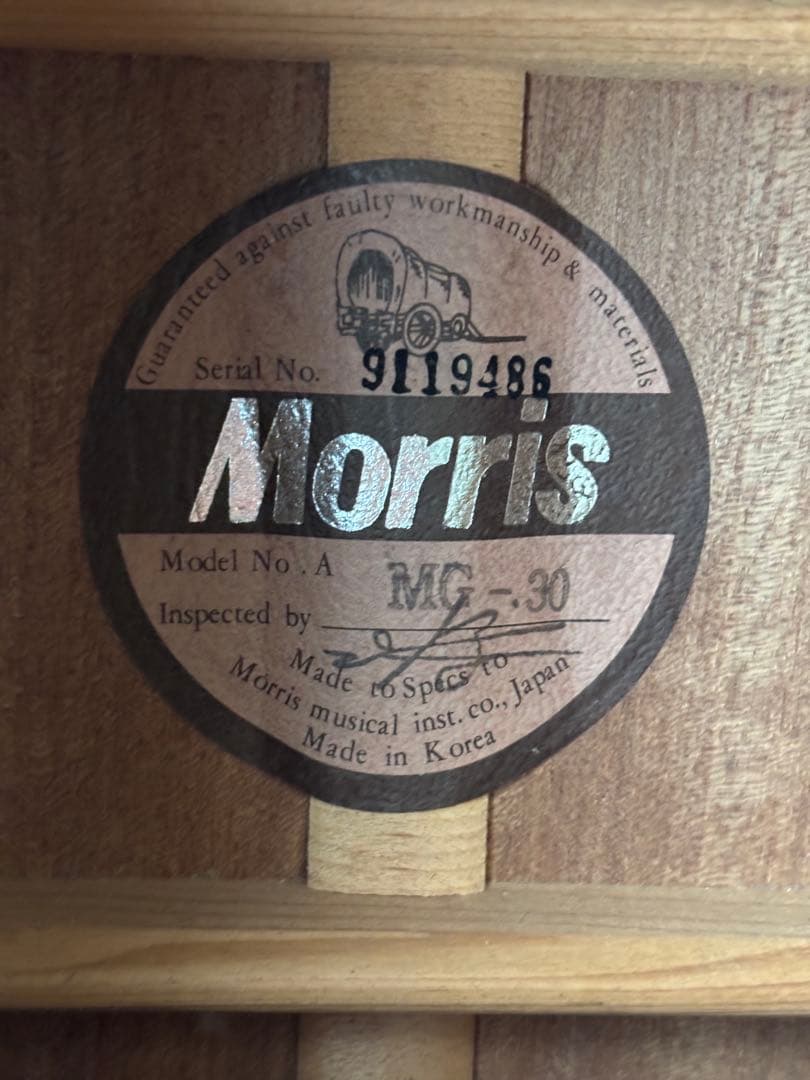 Guaranteed against faulty workmanship & materials
Serial No. 9119486
Morris
Model No. A MG-.30
Inspected by
Made to Specs to
Morris musical inst. co., Japan
Made in Korea